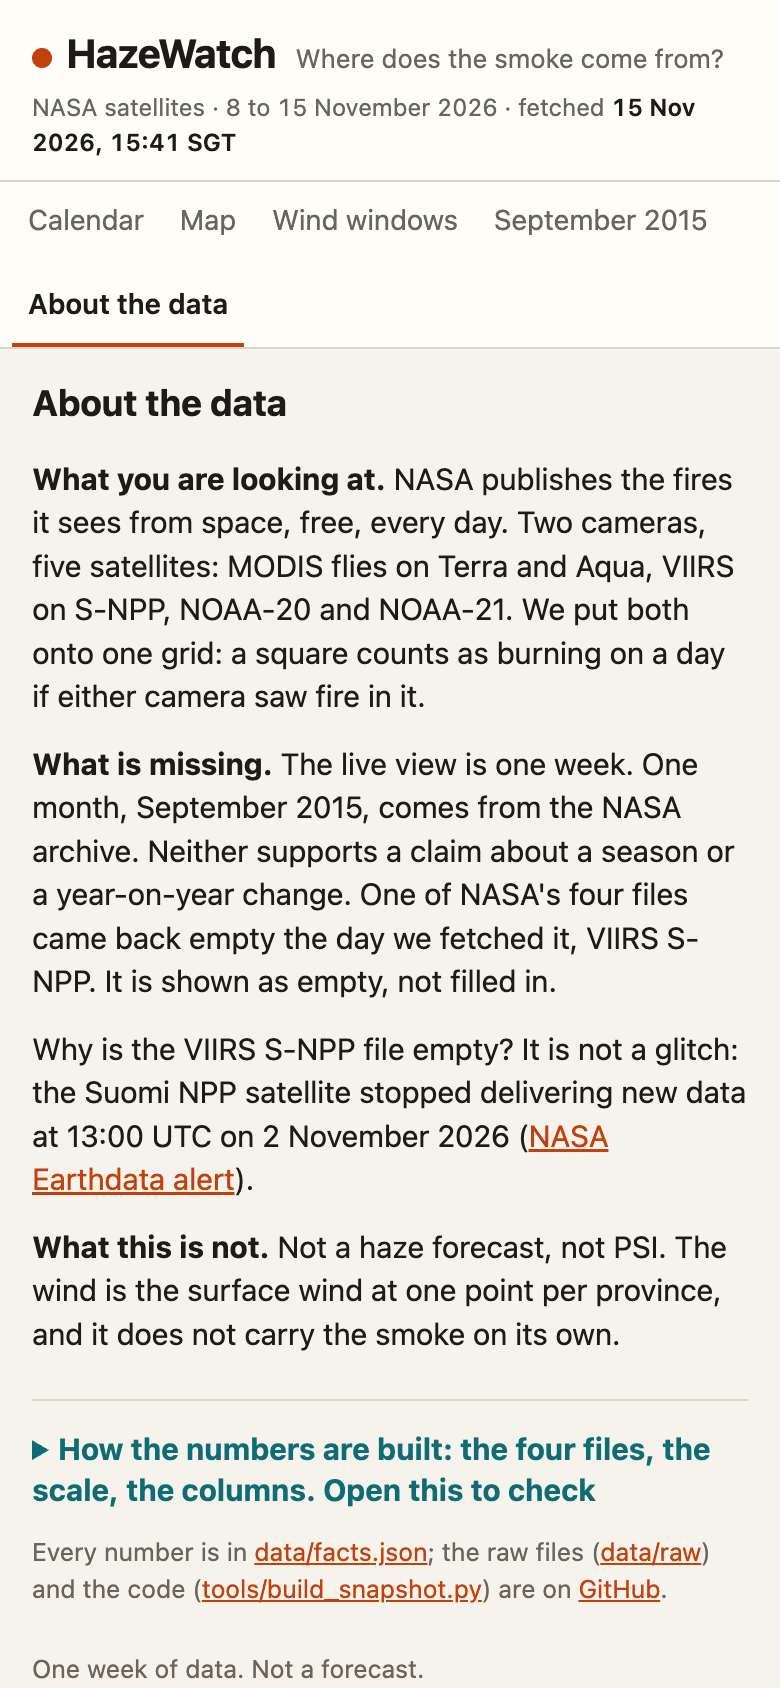 HazeWatch Where does the smoke come from?
NASA satellites · 8 to 15 November 2026 · fetched 15 Nov
2026, 15:41 SGT
Calendar Map Wind windows September 2015
About the data
About the data
What you are looking at. NASA publishes the fires
it sees from space, free, every day. Two cameras,
five satellites: MODIS flies on Terra and Aqua, VIIRS
on S-NPP, NOAA-20 and NOAA-21. We put both
onto one grid: a square counts as burning on a day
if either camera saw fire in it.
What is missing. The live view is one week. One
month, September 2015, comes from the NASA
archive. Neither supports a claim about a season or
a year-on-year change. One of NASA's four files
came back empty the day we fetched it, VIIRS S-
NPP. It is shown as empty, not filled in.
Why is the VIIRS S-NPP file empty? It is not a glitch:
the Suomi NPP satellite stopped delivering new data
at 13:00 UTC on 2 November 2026 (NASA
Earthdata alert).
What this is not. Not a haze forecast, not PSI. The
wind is the surface wind at one point per province,
and it does not carry the smoke on its own.
▶ How the numbers are built: the four files, the
scale, the columns. Open this to check
Every number is in data/facts.json; the raw files (data/raw)
and the code (tools/build_snapshot.py) are on GitHub.
One week of data. Not a forecast.